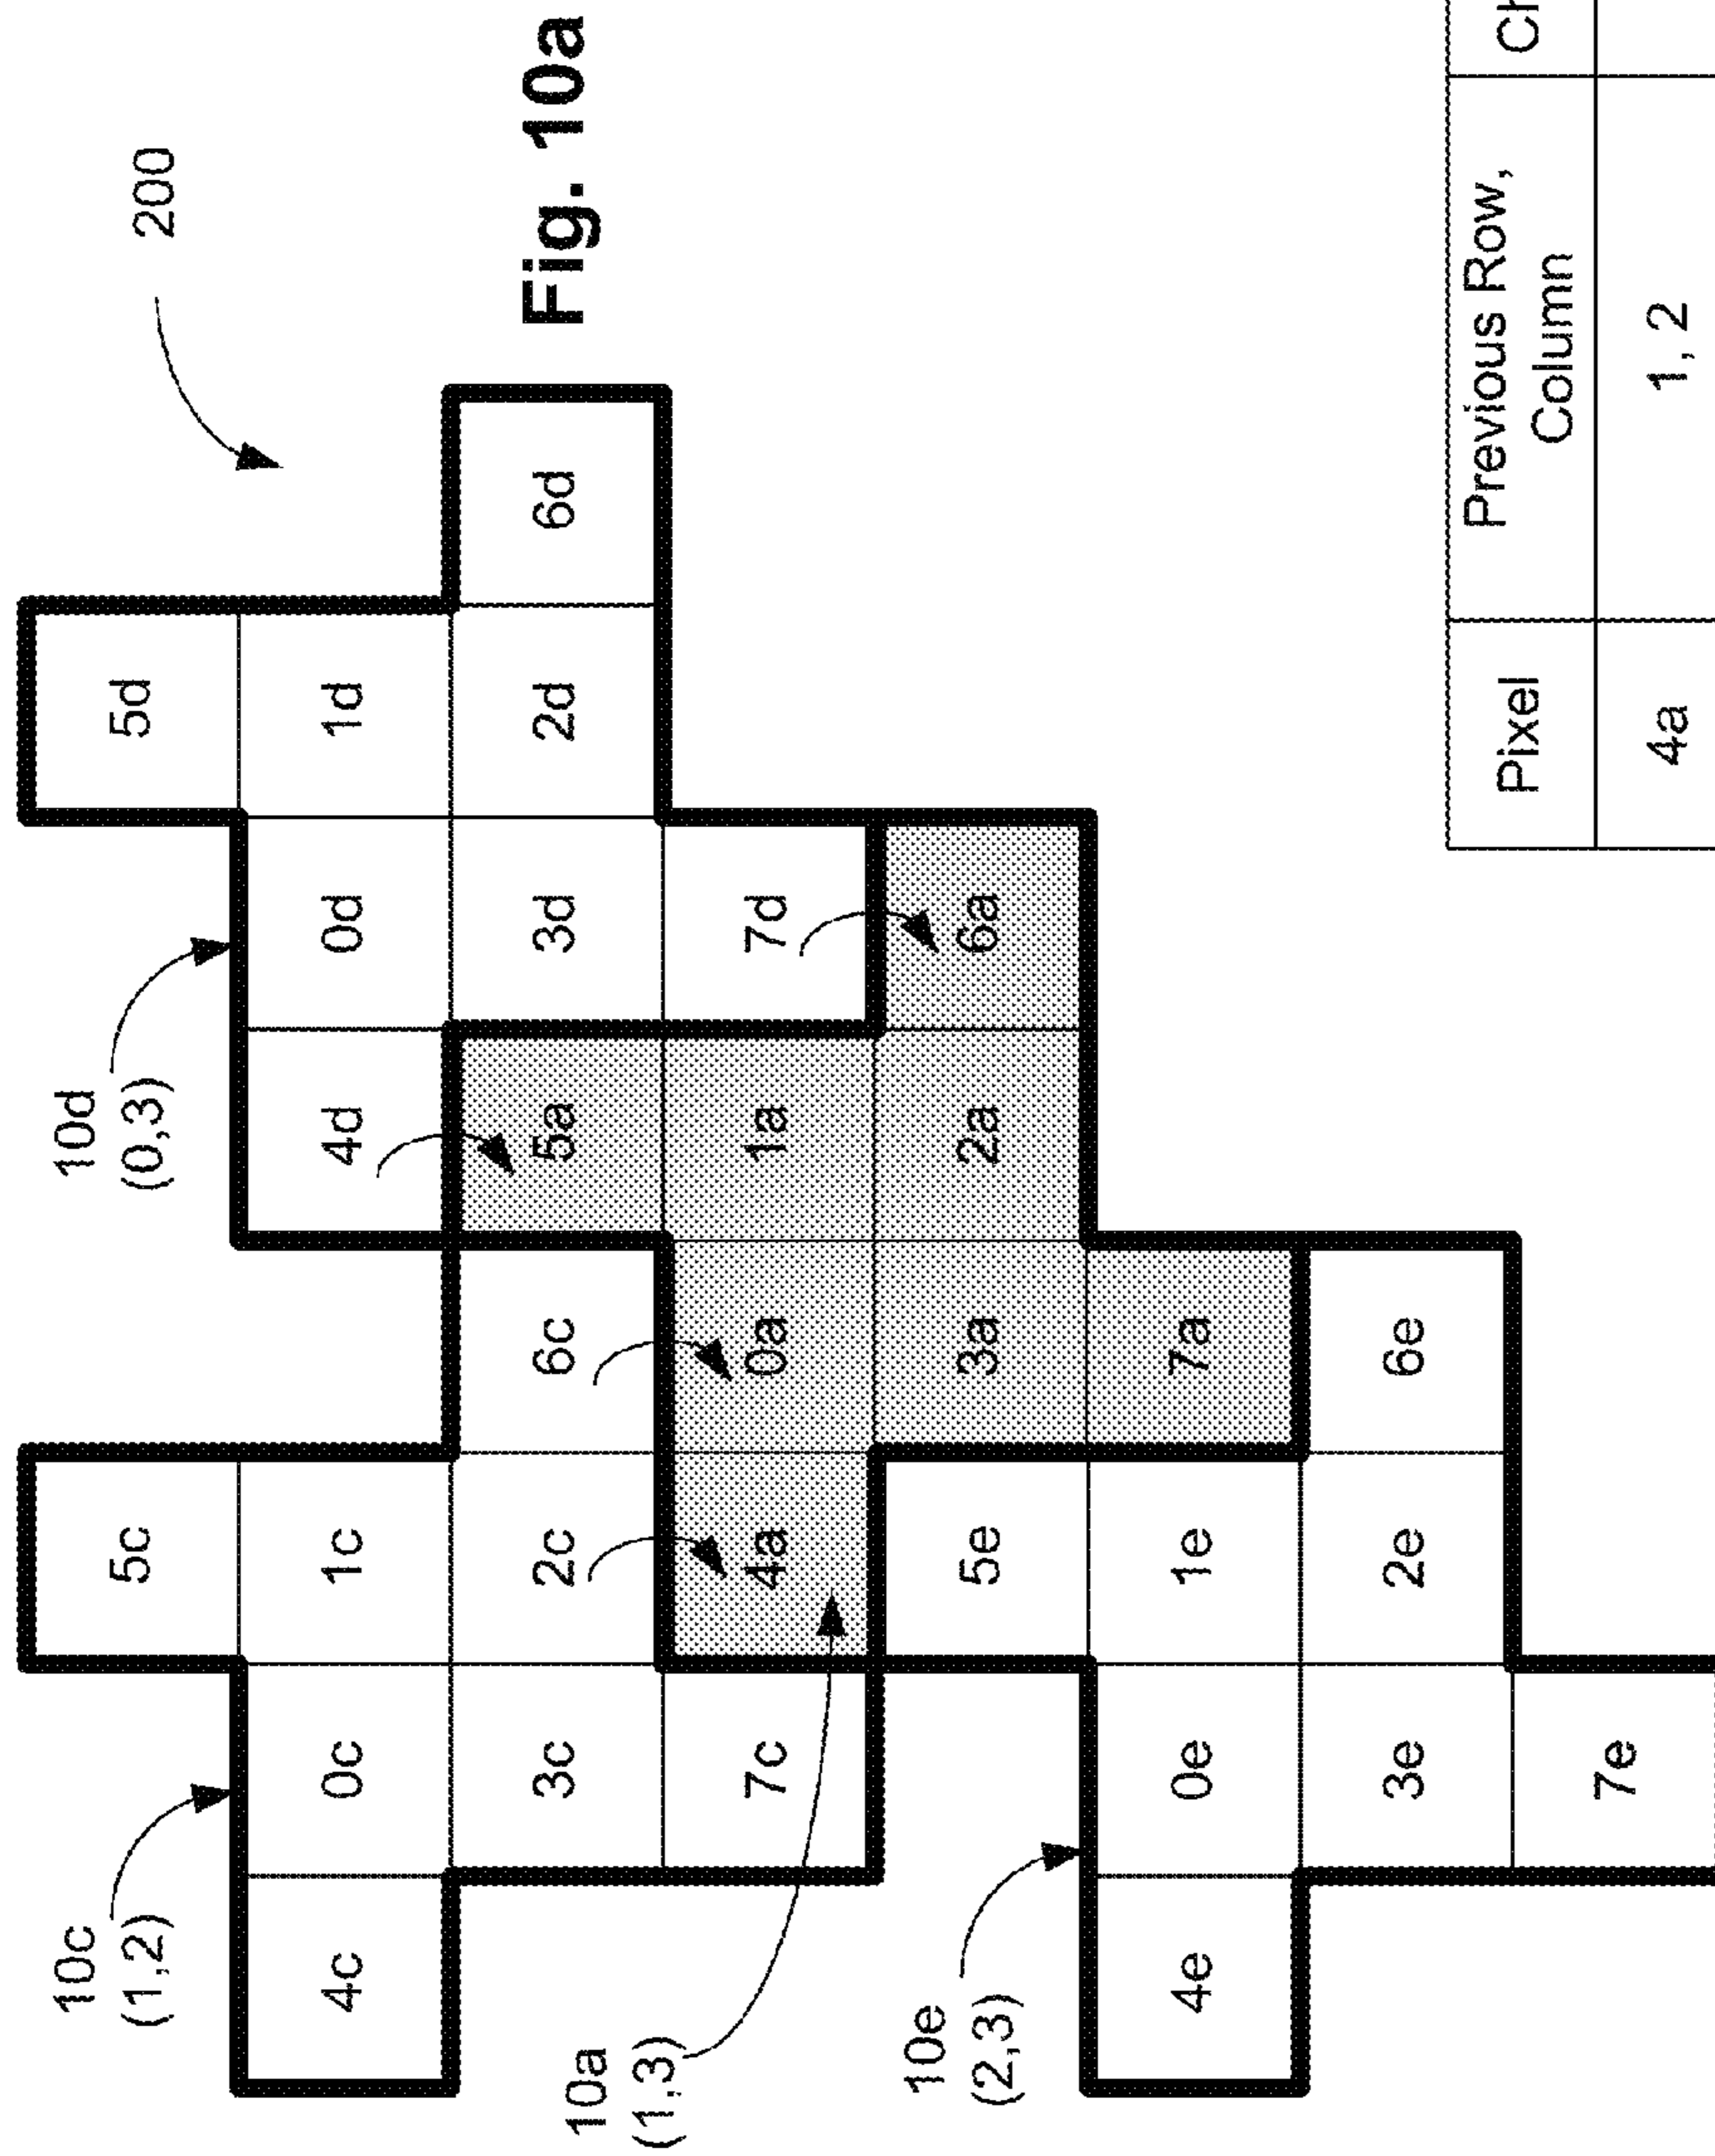 10c 10d
(1,2) 5c (0,3) 5d 200
4c 0c 1c 4d 0d 1d
3c 2c 6c 5a 3d 2d 6d Fig. 10a
10a
(1,3)
7c 4a 0a 1a 7d
10e
(2,3)
5e 3a 2a 6a
4e 0e 1e 7a
3e 2e 6e
7e
Pixel Previous Row, Ch
Column
4a 1, 2